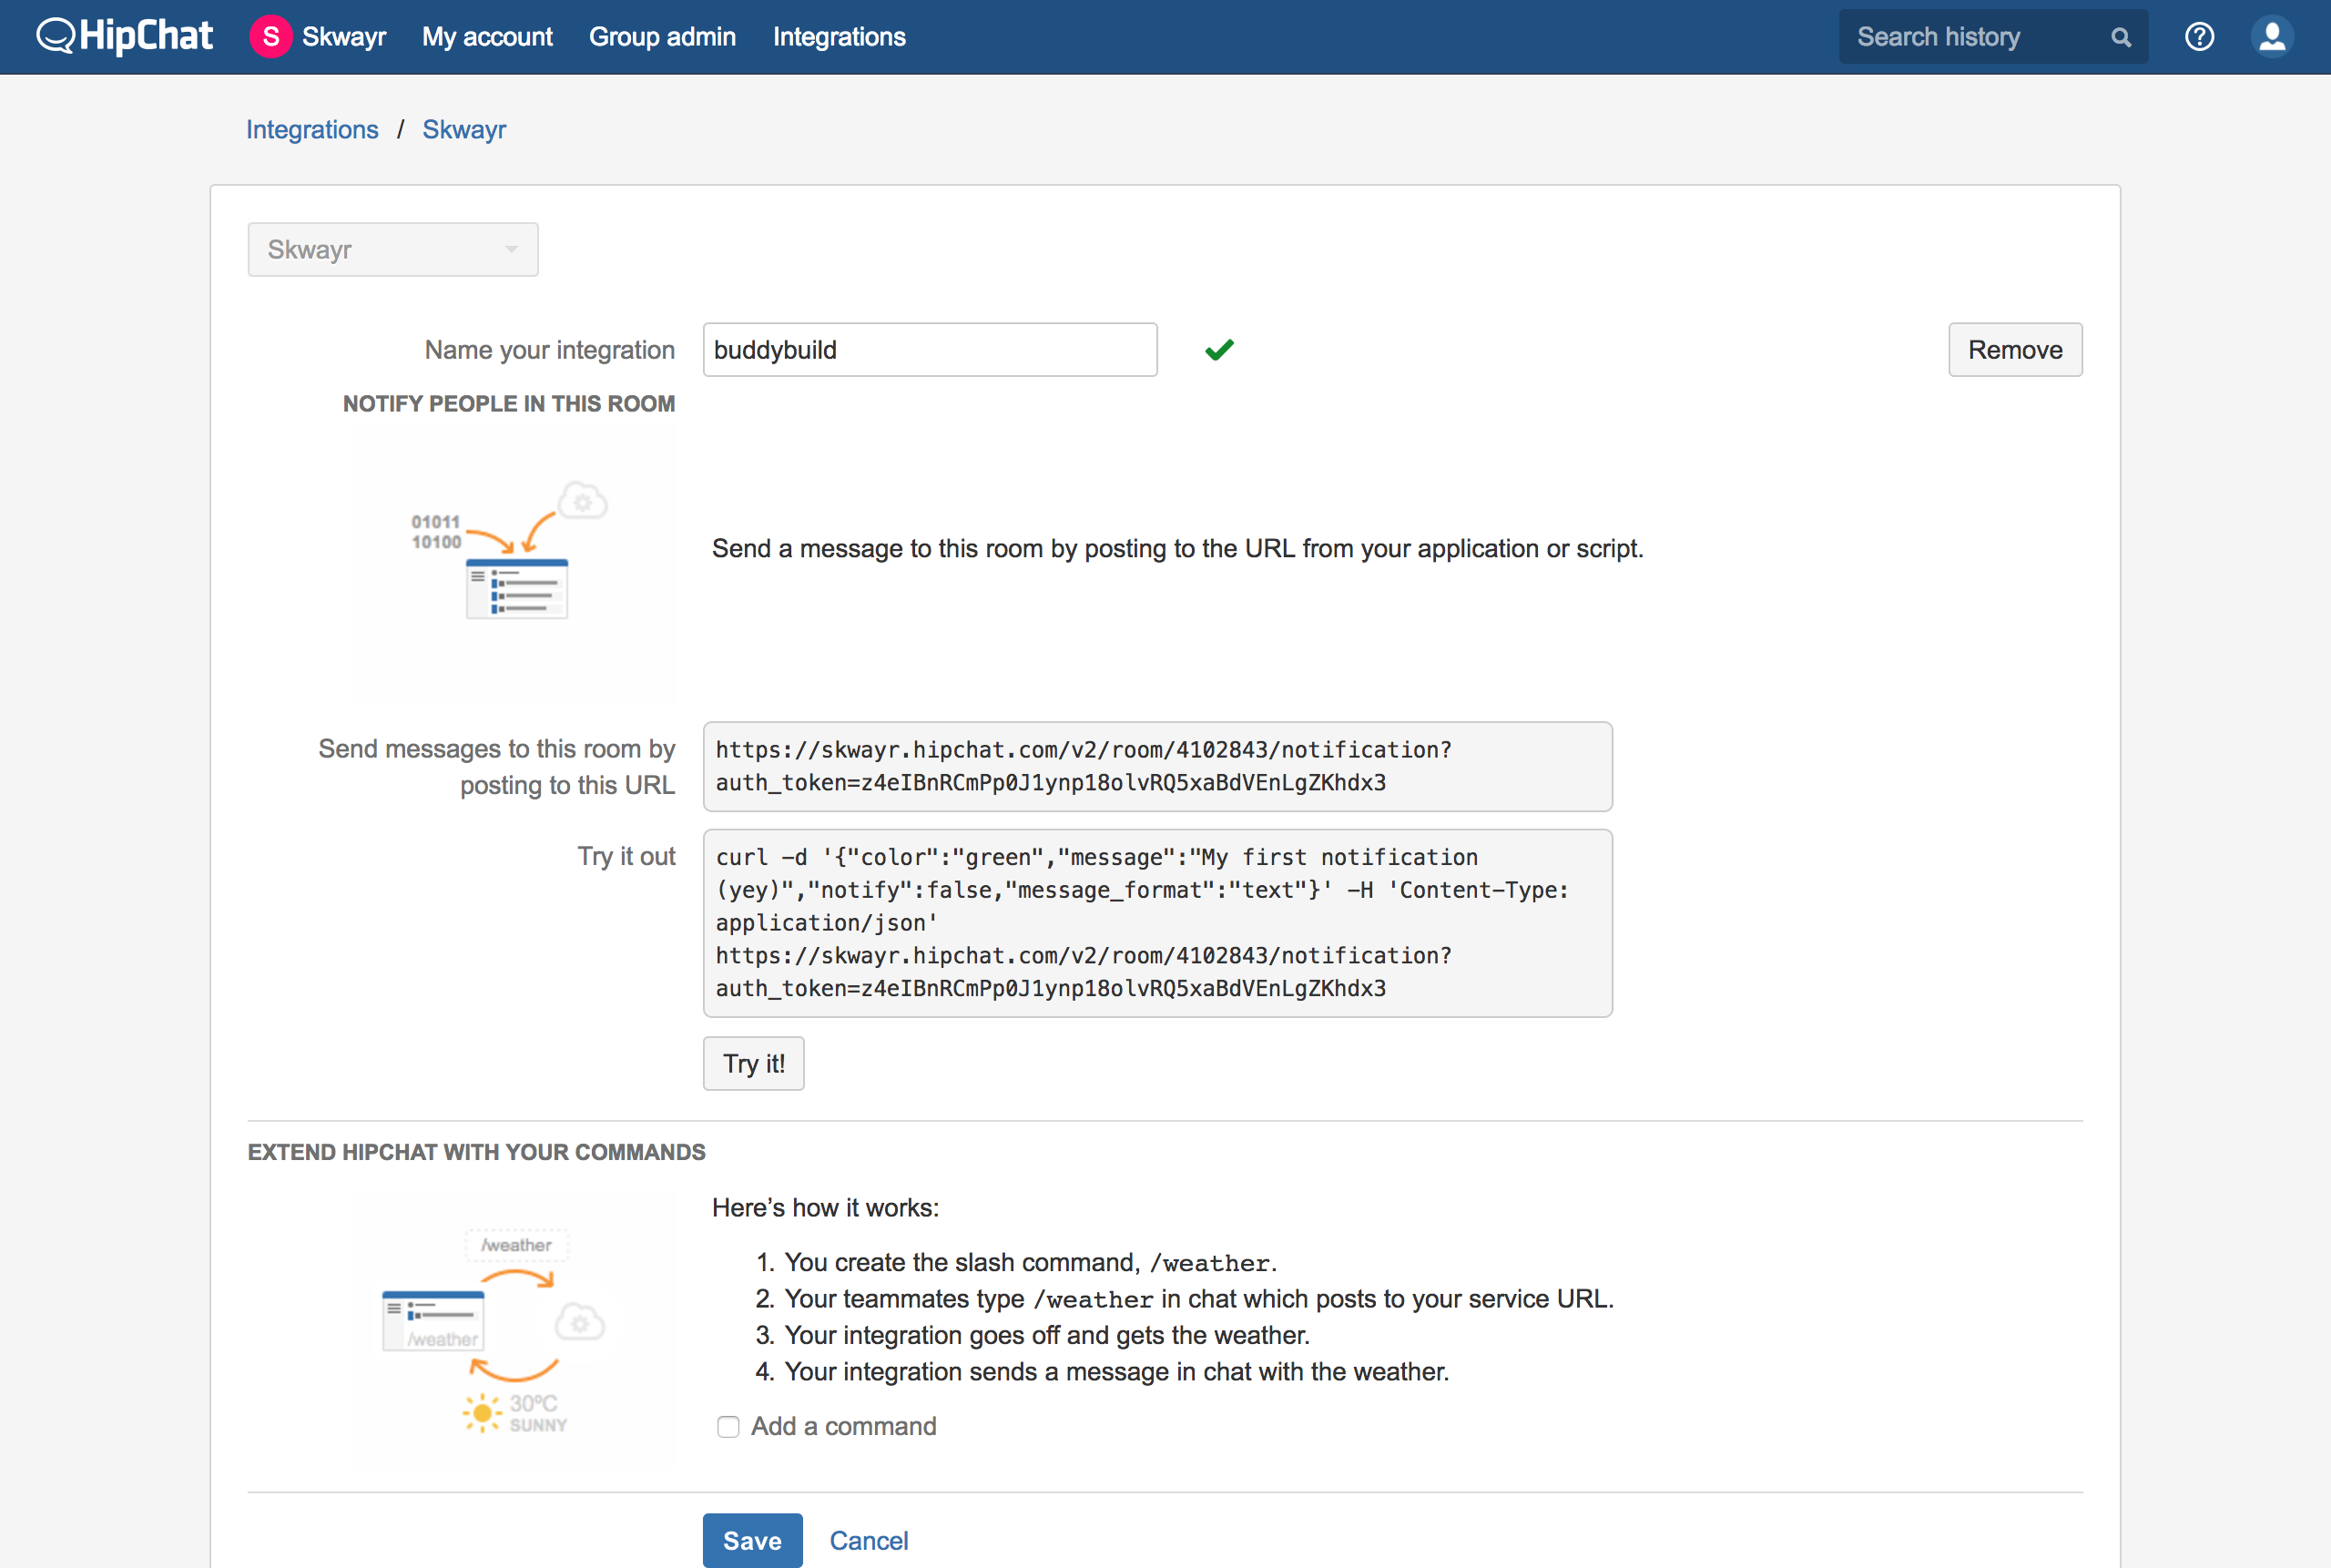 HipChat
S Skwayr My account Group admin Integrations
Search history
Integrations / Skwayr
Skwayr
Name your integration
buddybuild
Remove
NOTIFY PEOPLE IN THIS ROOM
01011
10100
Send a message to this room by posting to the URL from your application or script.
Send messages to this room by
posting to this URL
https://skwayr.hipchat.com/v2/room/4102843/notification?
auth_token=z4eIBnRCmPp0J1ynp18olvRQ5xaBdVEnLgZKhdx3
Try it out
curl -d '{"color":"green","message":"My first notification
(yey)","notify":false,"message_format":"text"}' -H 'Content-Type:
application/json'
https://skwayr.hipchat.com/v2/room/4102843/notification?
auth_token=z4eIBnRCmPp0J1ynp18olvRQ5xaBdVEnLgZKhdx3
Try it!
EXTEND HIPCHAT WITH YOUR COMMANDS
/weather
/weather
30ºC
SUNNY
Here’s how it works:
1. You create the slash command, /weather.
2. Your teammates type /weather in chat which posts to your service URL.
3. Your integration goes off and gets the weather.
4. Your integration sends a message in chat with the weather.
Add a command
Save Cancel